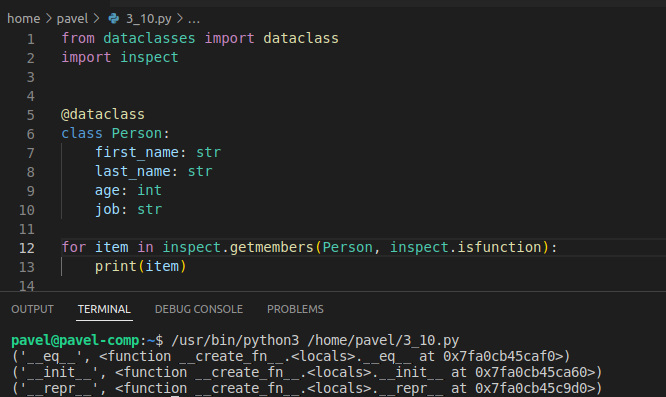 home > pavel > 3_10.py > ...
1 from dataclasses import dataclass
2 import inspect
3
4
5 @dataclass
6 class Person:
7     first_name: str
8     last_name: str
9     age: int
10     job: str
11
12 for item in inspect.getmembers(Person, inspect.isfunction):
13     print(item)
14
OUTPUT TERMINAL DEBUG CONSOLE PROBLEMS
pavel@pavel-comp:~$ /usr/bin/python3 /home/pavel/3_10.py
('__eq__', <function __create_fn__.<locals>.__eq__ at 0x7fa0cb45caf0>)
('__init__', <function __create_fn__.<locals>.__init__ at 0x7fa0cb45ca60>)
('__repr__', <function __create_fn__.<locals>.__repr__ at 0x7fa0cb45c9d0>)